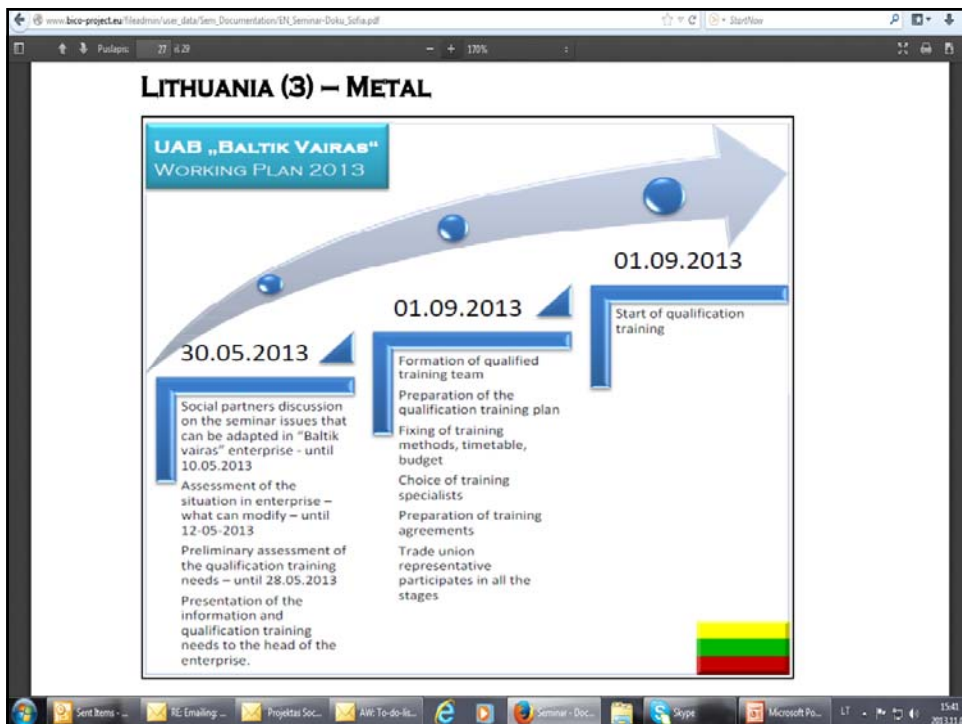 www.bico-project.eu/fileadmin/user_data/Sem_Documentation/EN_Seminar-Doku_Sofia.pdf
StartNow
Puslapis: 27 iš 29
170%
LITHUANIA (3) – METAL
UAB „BALTIK VAIRAS“
WORKING PLAN 2013
01.09.2013
Start of qualification
training
01.09.2013
Formation of qualified
training team
Preparation of the
qualification training plan
Fixing of training
methods, timetable,
budget
Choice of training
specialists
Preparation of training
agreements
Trade union
representative
participates in all the
stages
30.05.2013
Social partners discussion
on the seminar issues that
can be adapted in “Baltik
vairas” enterprise - until
10.05.2013
Assessment of the
situation in enterprise –
what can modify – until
12-05-2013
Preliminary assessment of
the qualification training
needs – until 28.05.2013
Presentation of the
information and
qualification training
needs to the head of the
enterprise.
Sent Items - ...
RE: Emailing: ...
Projektas Soc...
AW: To-do-lis...
Seminar - Doc...
Skype
Microsoft Po...
LT
15:41
2013.11